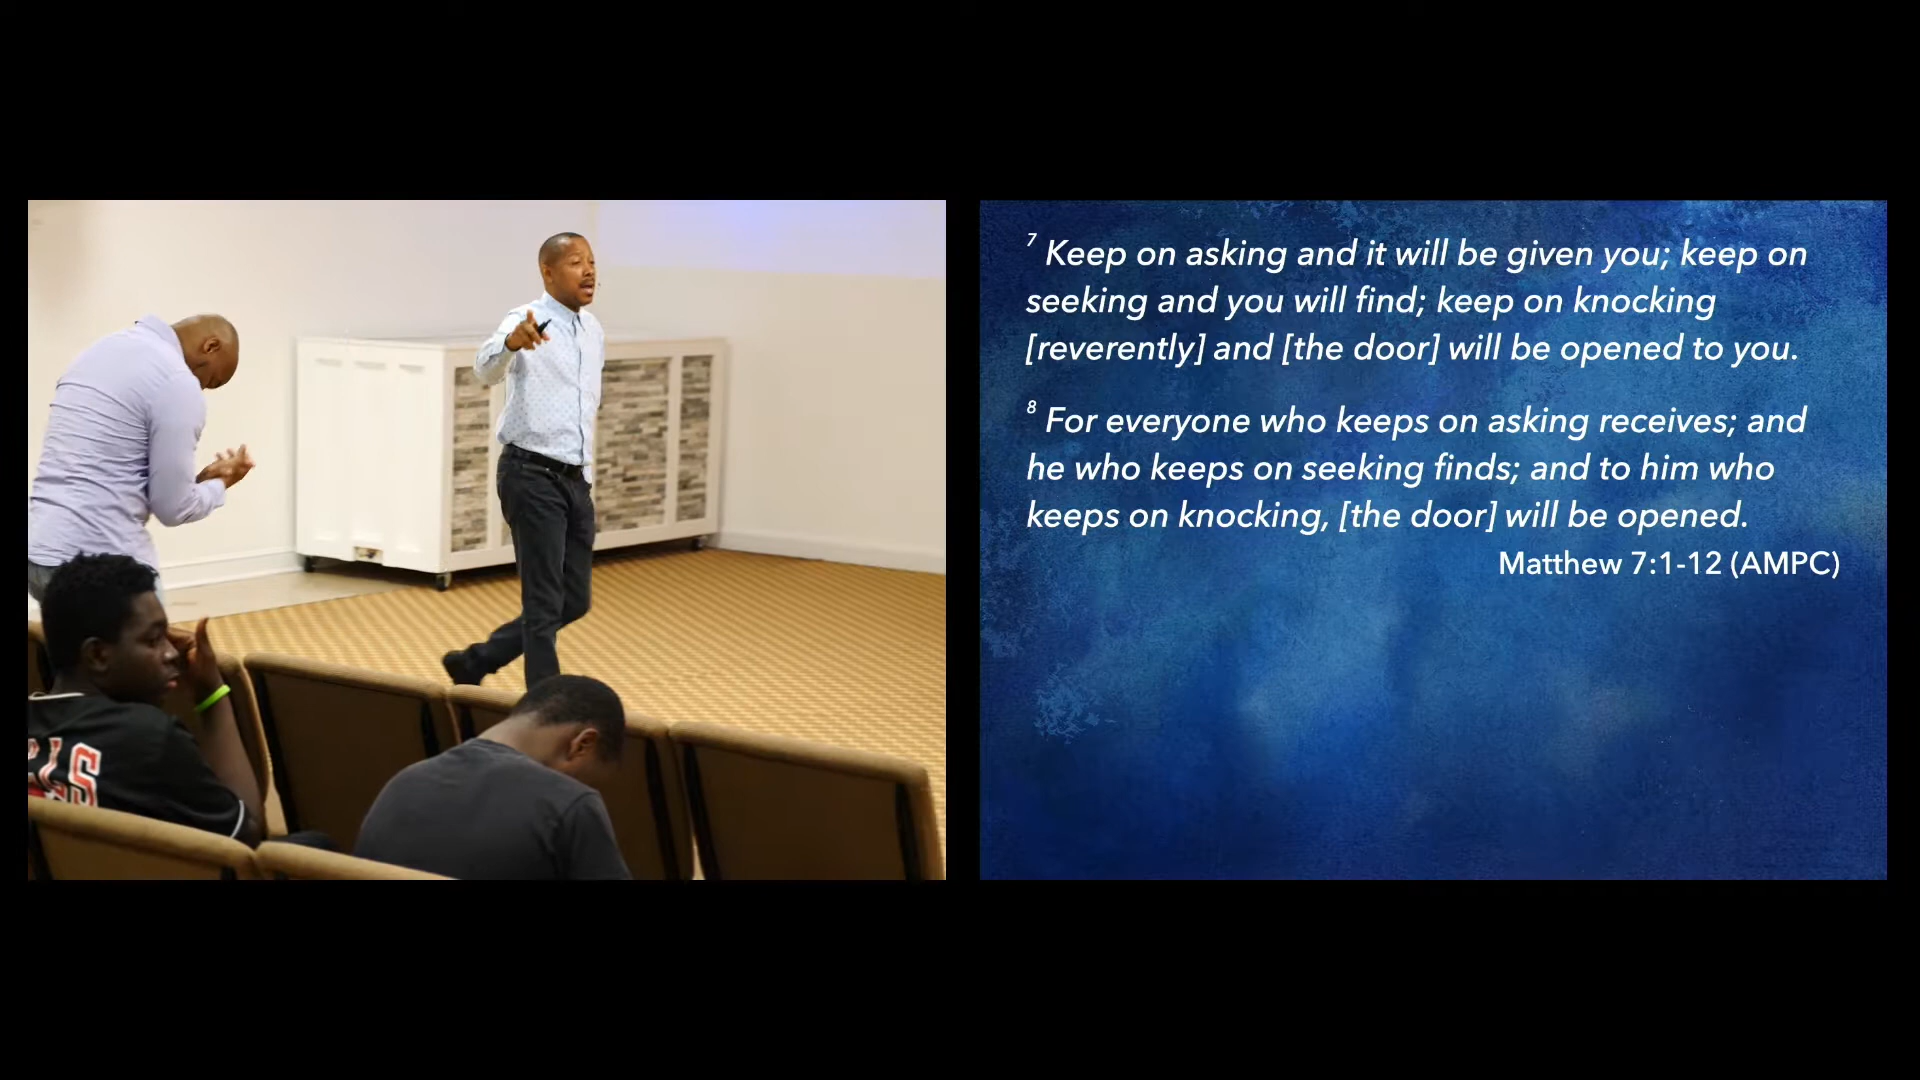 ⁷ Keep on asking and it will be given you; keep on
seeking and you will find; keep on knocking
[reverently] and [the door] will be opened to you.
⁸ For everyone who keeps on asking receives; and
he who keeps on seeking finds; and to him who
keeps on knocking, [the door] will be opened.
Matthew 7:1-12 (AMPC)